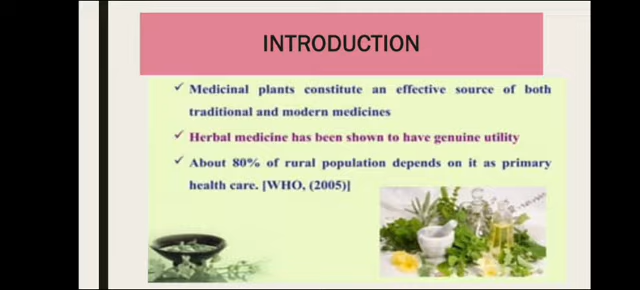 INTRODUCTION
✓ Medicinal plants constitute an effective source of both
traditional and modern medicines
✓ Herbal medicine has been shown to have genuine utility
✓ About 80% of rural population depends on it as primary
health care. [WHO, (2005)]